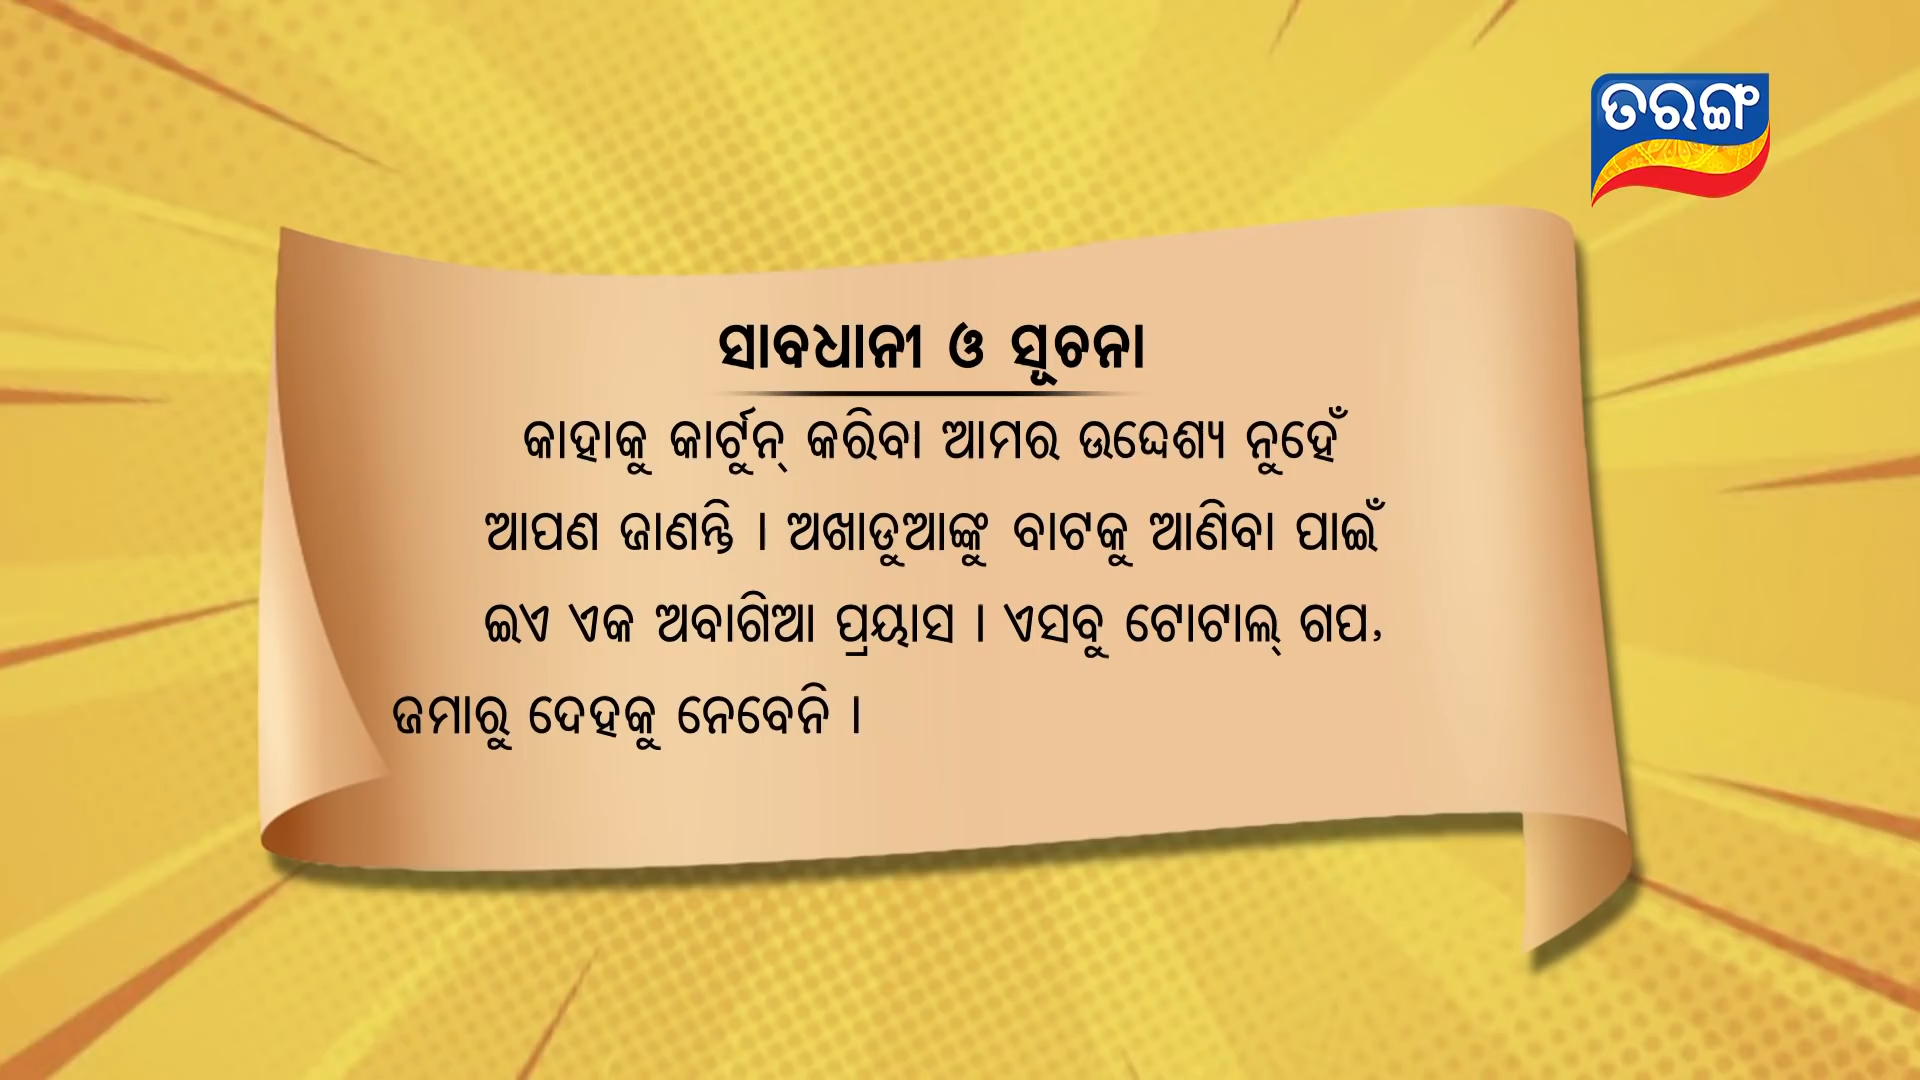 ତରଙ୍ଗ
ସାବଧାନୀ ଓ ସୂଚନା
କାହାକୁ କାର୍ଟୁନ୍ କରିବା ଆମର ଉଦ୍ଦେଶ୍ୟ ନୁହେଁ
ଆପଣ ଜାଣନ୍ତି । ଅଖାଡୁଆଙ୍କୁ ବାଟକୁ ଆଣିବା ପାଇଁ
ଇଏ ଏକ ଅବାଗିଆ ପ୍ରୟାସ । ଏସବୁ ଟୋଟାଲ୍ ଗପ,
ଜମାରୁ ଦେହକୁ ନେବେନି ।